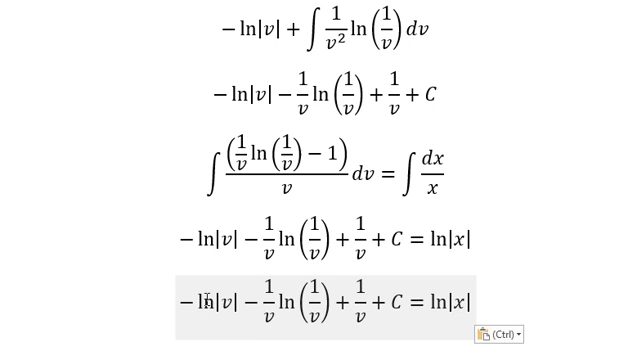 − ln|v| + ∫ 1/v² ln(1/v) dv
− ln|v| − 1/v ln(1/v) + 1/v + C
∫ (1/v ln(1/v) − 1)/v dv = ∫ dx/x
− ln|v| − 1/v ln(1/v) + 1/v + C = ln|x|
− ln|v| − 1/v ln(1/v) + 1/v + C = ln|x|
(Ctrl)